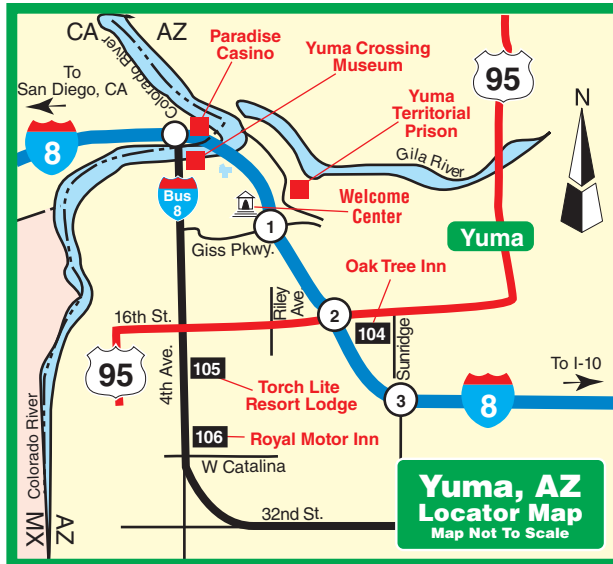 CA
AZ
Paradise
Casino
Yuma Crossing
Museum
To
San Diego, CA
Colorado River
95
N
8
Yuma
Territorial
Prison
Gila River
Bus
8
Welcome
Center
1
Giss Pkwy.
Yuma
Oak Tree Inn
Riley
Ave
16th St.
2
104
Sunridge
95
4th Ave.
105
Torch Lite
Resort Lodge
To I-10
3
8
106
Royal Motor Inn
W Catalina
Colorado River
MX
AZ
32nd St.
Yuma, AZ
Locator Map
Map Not To Scale